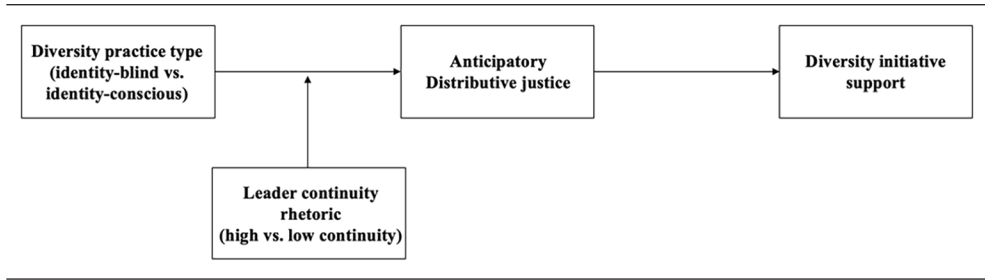 Diversity practice type
(identity-blind vs.
identity-conscious)
Anticipatory
Distributive justice
Diversity initiative
support
Leader continuity
rhetoric
(high vs. low continuity)